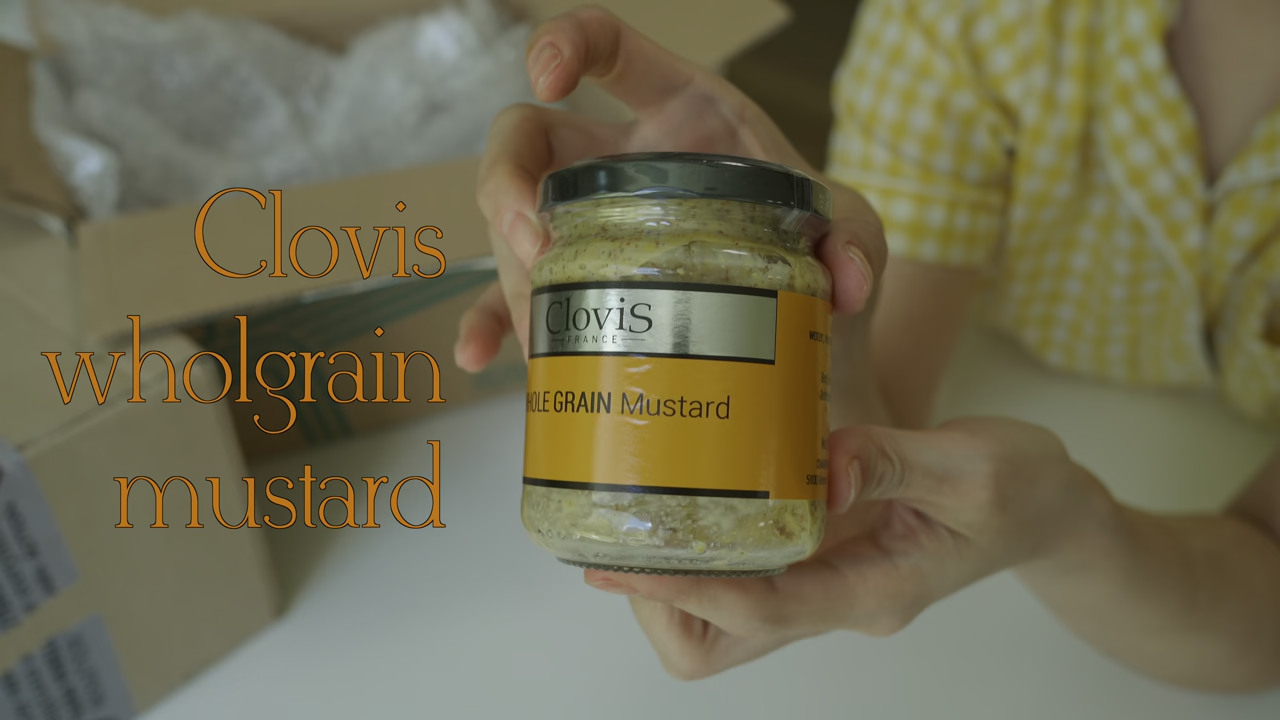 Clovis
wholgrain
mustard
CloviS
FRANCE
HOLE GRAIN Mustard